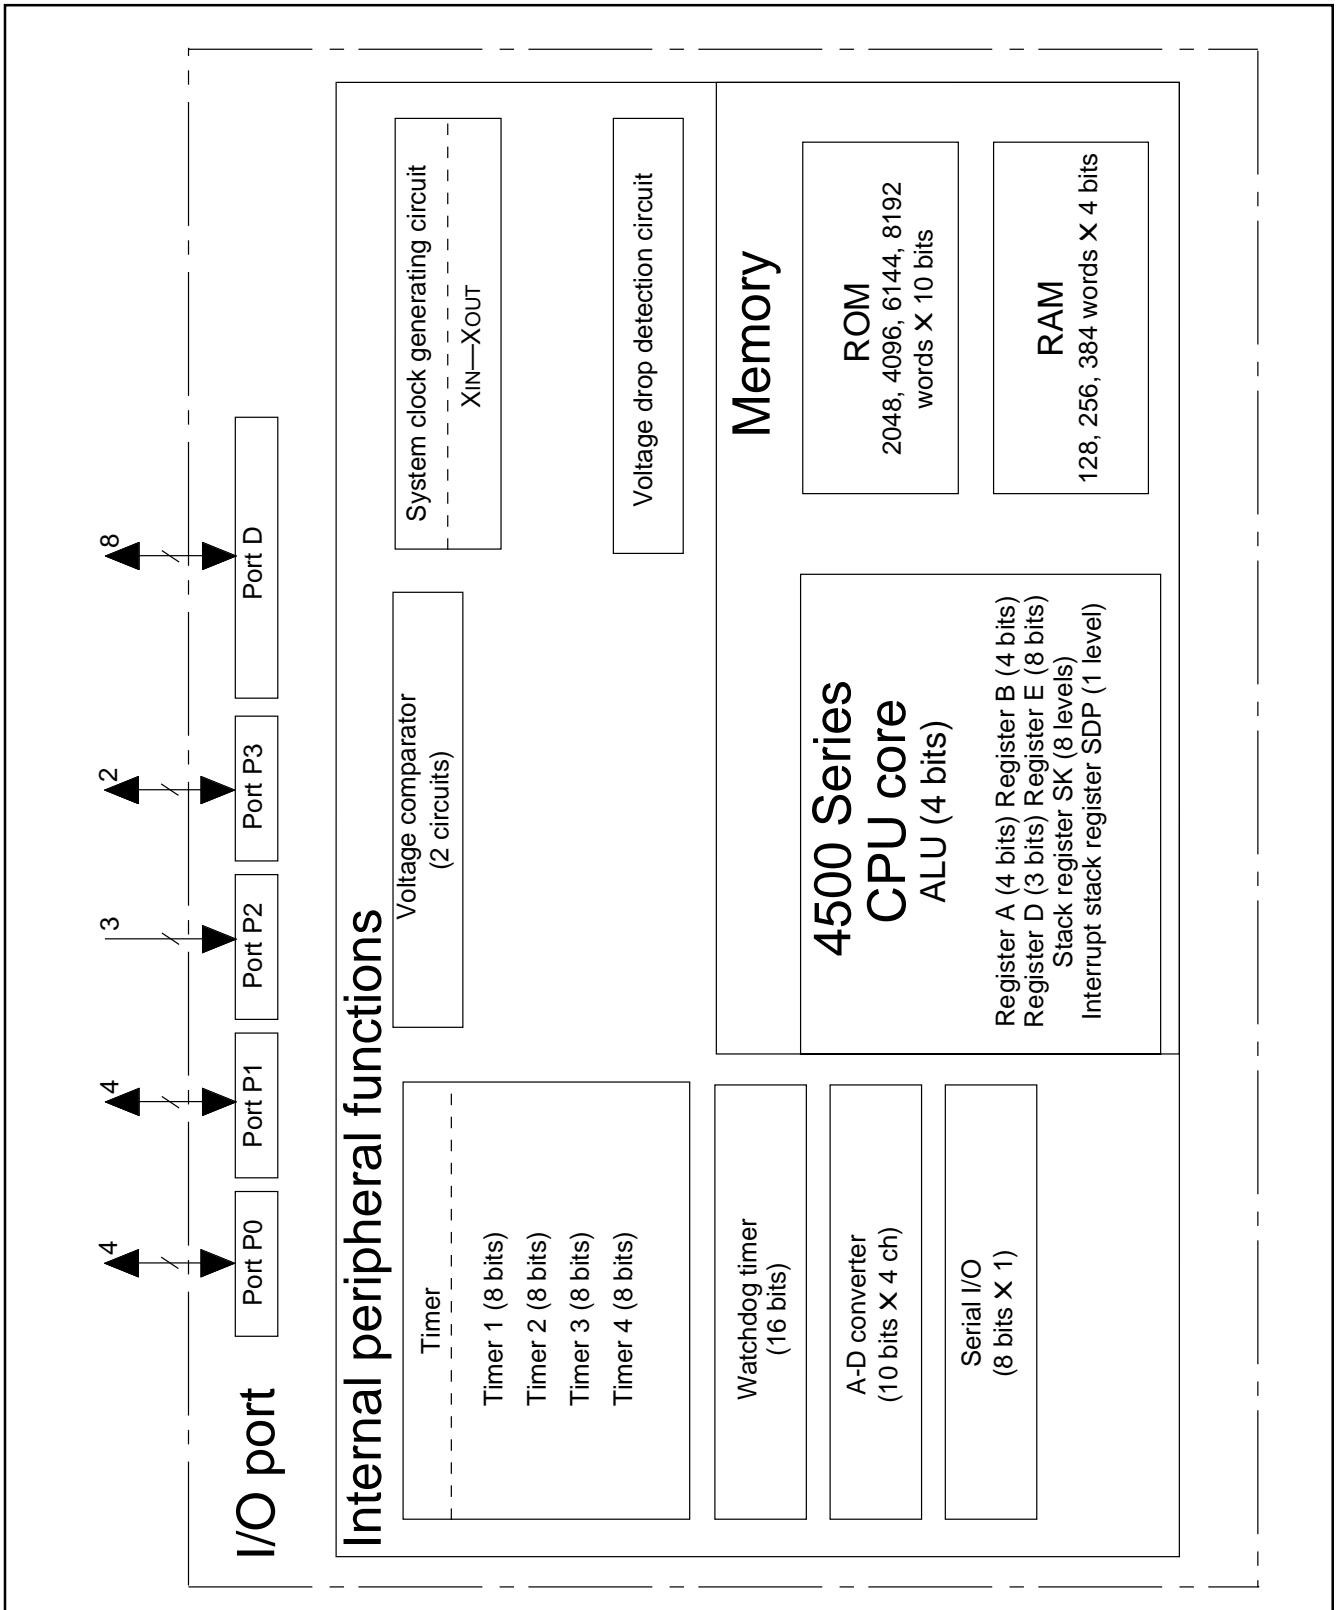 4
4
3
2
8
I/O port
Port P0
Port P1
Port P2
Port P3
Port D
Internal peripheral functions
Timer
Timer 1 (8 bits)
Timer 2 (8 bits)
Timer 3 (8 bits)
Timer 4 (8 bits)
Watchdog timer
(16 bits)
A-D converter
(10 bits ✕ 4 ch)
Serial I/O
(8 bits ✕ 1)
Voltage comparator
(2 circuits)
System clock generating circuit
XIN—XOUT
Voltage drop detection circuit
4500 Series
CPU core
ALU (4 bits)
Register A (4 bits) Register B (4 bits)
Register D (3 bits) Register E (8 bits)
Stack register SK (8 levels)
Interrupt stack register SDP (1 level)
Memory
ROM
2048, 4096, 6144, 8192
words ✕ 10 bits
RAM
128, 256, 384 words ✕ 4 bits